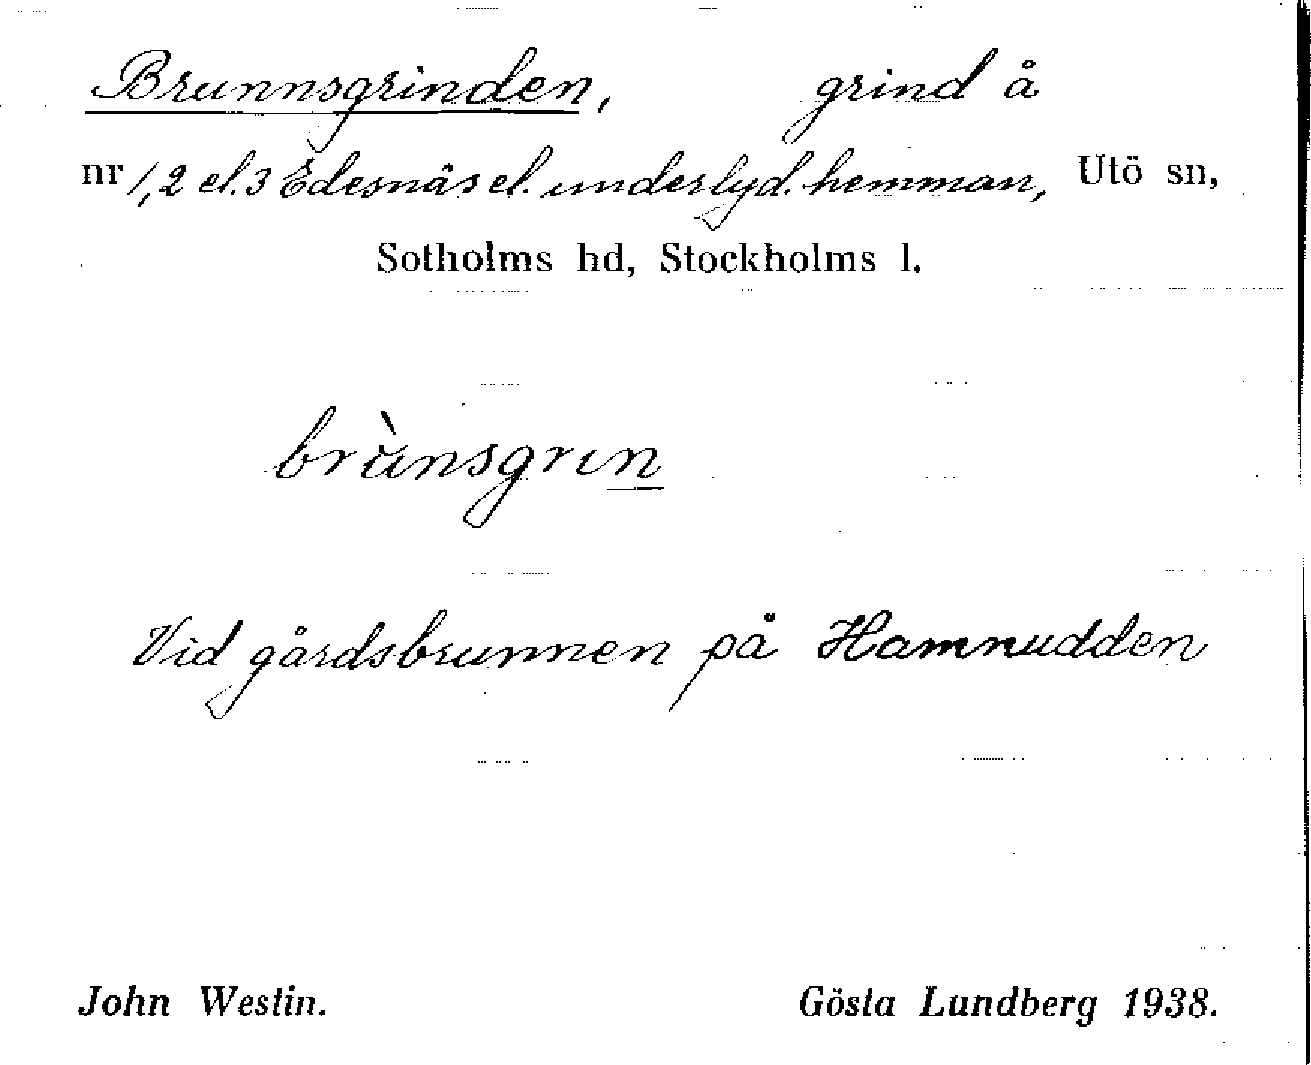 Brunnsgrinden, grind å
nr 1,2 el. 3 Edesnäs el. underlyd. hemman, Utö sn,
Sotholms hd, Stockholms l.
brùnsgrın
Vid gårdsbrunnen på Hamnudden
John Westin. Gösta Lundberg 1938.